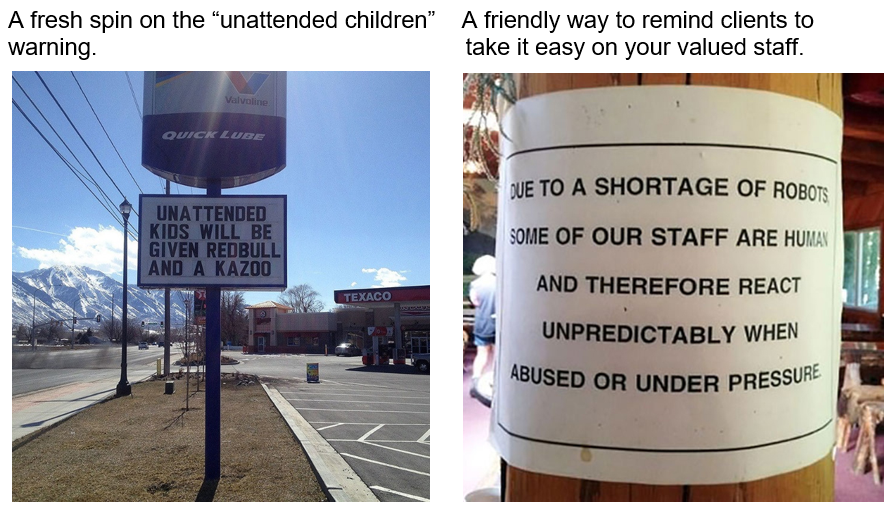 A fresh spin on the “unattended children”
warning.
A friendly way to remind clients to
take it easy on your valued staff.
Valvoline
QUICK LUBE
UNATTENDED
KIDS WILL BE
GIVEN REDBULL
AND A KAZOO
TEXACO
DUE TO A SHORTAGE OF ROBOTS,
SOME OF OUR STAFF ARE HUMAN
AND THEREFORE REACT
UNPREDICTABLY WHEN
ABUSED OR UNDER PRESSURE.